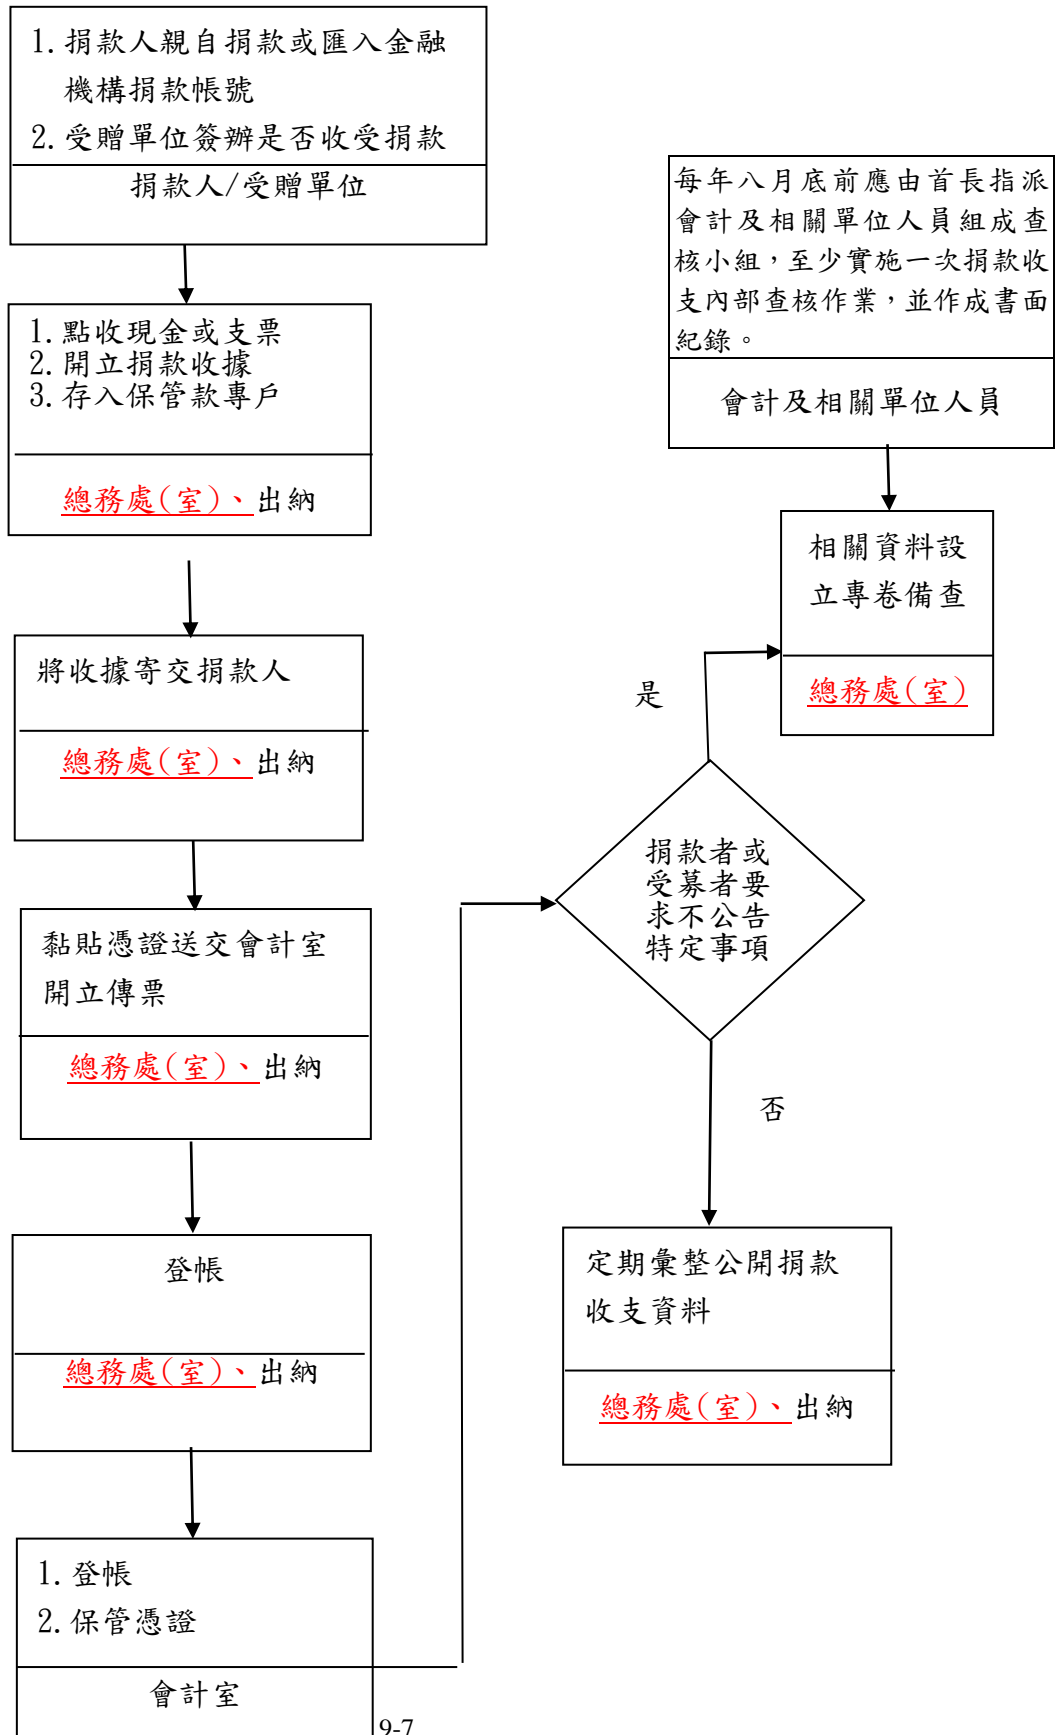 1. 捐款人親自捐款或匯入金融
機構捐款帳號
2. 受贈單位簽辦是否收受捐款
捐款人/受贈單位
1. 點收現金或支票
2. 開立捐款收據
3. 存入保管款專戶
總務處(室)、出納
將收據寄交捐款人
總務處(室)、出納
黏貼憑證送交會計室
開立傳票
總務處(室)、出納
登帳
總務處(室)、出納
1. 登帳
2. 保管憑證
會計室
每年八月底前應由首長指派
會計及相關單位人員組成查
核小組，至少實施一次捐款收
支內部查核作業，並作成書面
紀錄。
會計及相關單位人員
相關資料設
立專卷備查
總務處(室)
是
捐款者或
受募者要
求不公告
特定事項
否
定期彙整公開捐款
收支資料
總務處(室)、出納
9-7